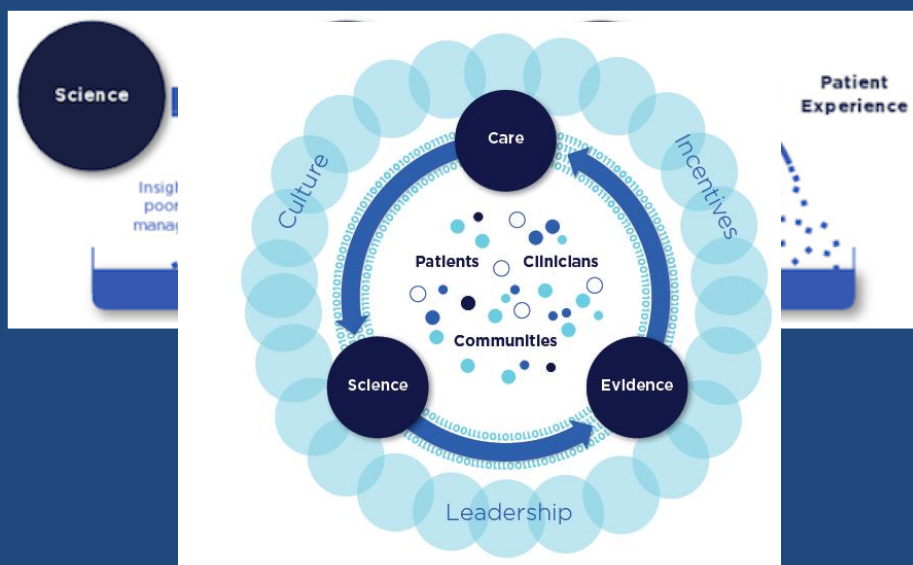 Science
Patient
Experience
Care
Culture
Incentives
Patients
Clinicians
Communities
Science
Evidence
Leadership